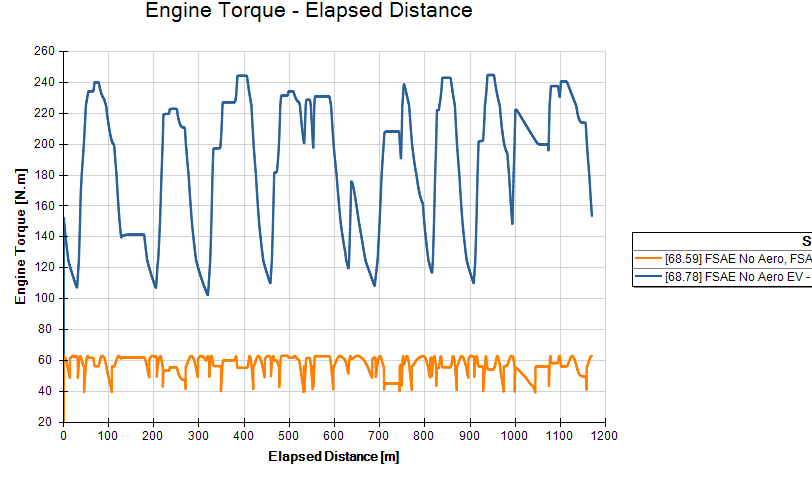 Engine Torque - Elapsed Distance
260
240
220
200
180
160
140
120
100
80
60
40
20
Engine Torque [N.m]
0 100 200 300 400 500 600 700 800 900 1000 1100 1200
Elapsed Distance [m]
S
[68.59] FSAE No Aero, FSA
[68.78] FSAE No Aero EV -